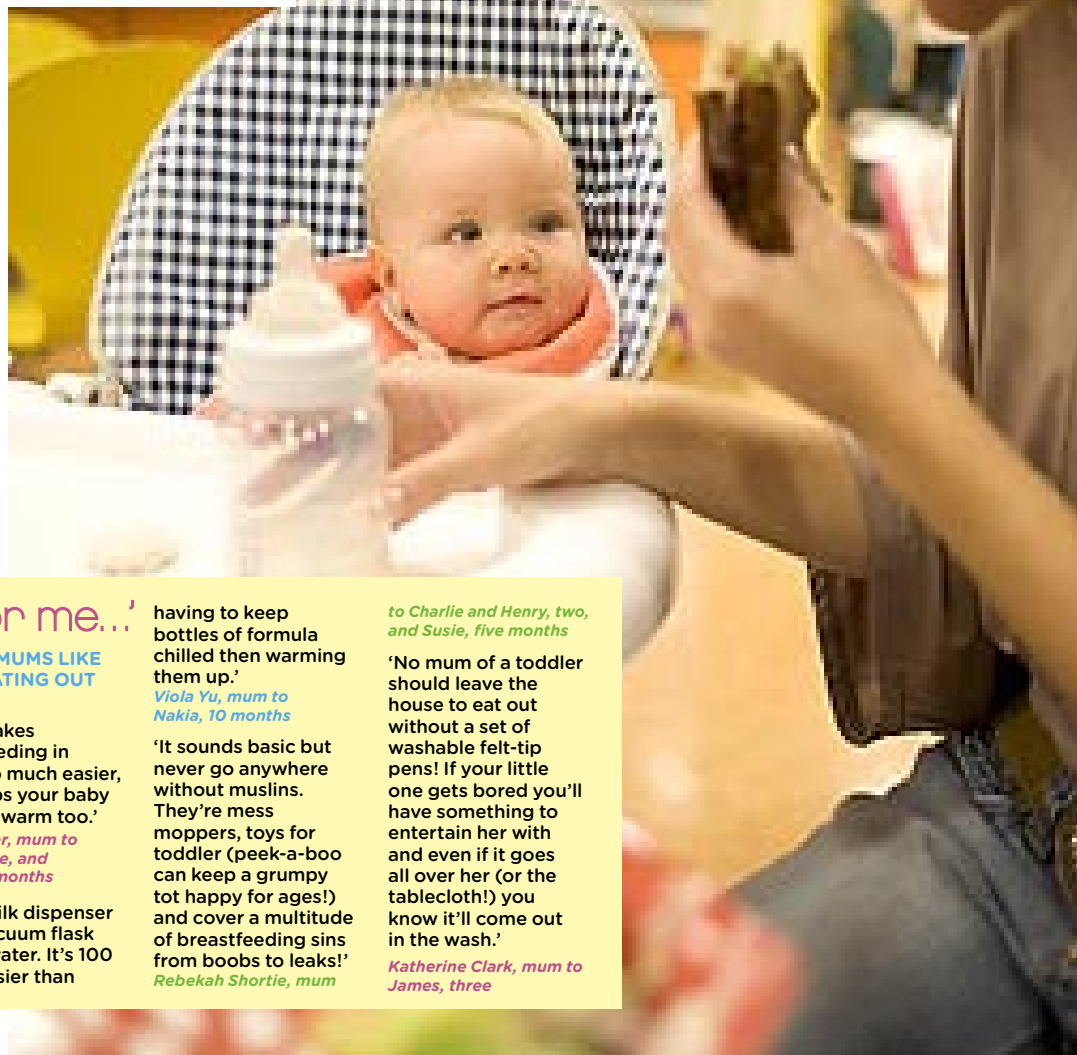 or me...’
MUMS LIKE
ATING OUT
akes
eding in
o much easier,
ps your baby
warm too.’
er, mum to
e, and
months
ilk dispenser
cuum flask
ater. It’s 100
sier than
having to keep
bottles of formula
chilled then warming
them up.’
Viola Yu, mum to
Nakia, 10 months
‘It sounds basic but
never go anywhere
without muslins.
They’re mess
moppers, toys for
toddler (peek-a-boo
can keep a grumpy
tot happy for ages!)
and cover a multitude
of breastfeeding sins
from boobs to leaks!’
Rebekah Shortie, mum
to Charlie and Henry, two,
and Susie, five months
‘No mum of a toddler
should leave the
house to eat out
without a set of
washable felt-tip
pens! If your little
one gets bored you’ll
have something to
entertain her with
and even if it goes
all over her (or the
tablecloth!) you
know it’ll come out
in the wash.’
Katherine Clark, mum to
James, three